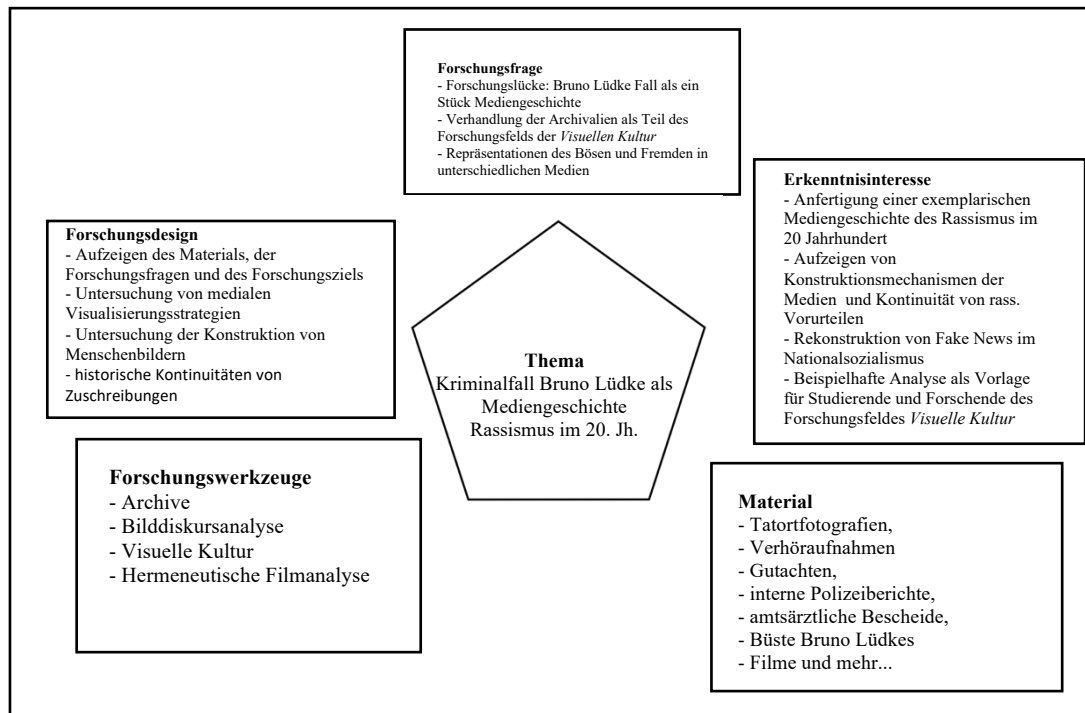 Forschungsfrage
- Forschungslücke: Bruno Lüdke Fall als ein
Stück Mediengeschichte
- Verhandlung der Archivalien als Teil des
Forschungsfelds der Visuellen Kultur
- Repräsentationen des Bösen und Fremden in
unterschiedlichen Medien
Forschungsdesign
- Aufzeigen des Materials, der
Forschungsfragen und des Forschungsziels
- Untersuchung von medialen
Visualisierungsstrategien
- Untersuchung der Konstruktion von
Menschenbildern
- historische Kontinuitäten von
Zuschreibungen
Thema
Kriminalfall Bruno Lüdke als
Mediengeschichte
Rassismus im 20. Jh.
Erkenntnisinteresse
- Anfertigung einer exemplarischen
Mediengeschichte des Rassismus im
20 Jahrhundert
- Aufzeigen von
Konstruktionsmechanismen der
Medien und Kontinuität von rass.
Vorurteilen
- Rekonstruktion von Fake News im
Nationalsozialismus
- Beispielhafte Analyse als Vorlage
für Studierende und Forschende des
Forschungsfeldes Visuelle Kultur
Forschungswerkzeuge
- Archive
- Bilddiskursanalyse
- Visuelle Kultur
- Hermeneutische Filmanalyse
Material
- Tatortfotografien,
- Verhöraufnahmen
- Gutachten,
- interne Polizeiberichte,
- amtsärztliche Bescheide,
- Büste Bruno Lüdkes
- Filme und mehr...